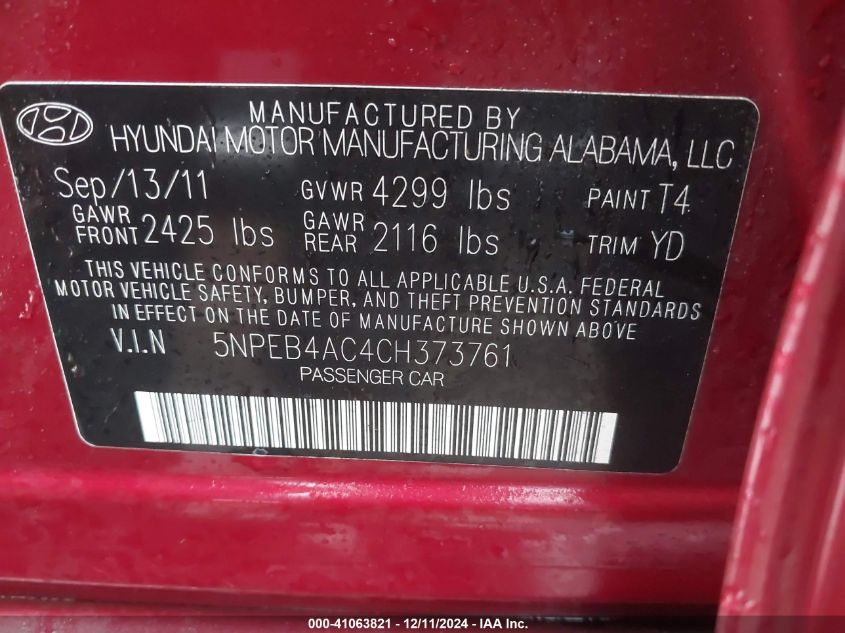 MANUFACTURED BY
HYUNDAI MOTOR MANUFACTURING ALABAMA, LLC
Sep/13/11 GVWR 4299 lbs PAINT T4
GAWR FRONT 2425 lbs GAWR REAR 2116 lbs TRIM YD
THIS VEHICLE CONFORMS TO ALL APPLICABLE U.S.A. FEDERAL
MOTOR VEHICLE SAFETY, BUMPER, AND THEFT PREVENTION STANDARDS
IN EFFECT ON THE DATE OF MANUFACTURE SHOWN ABOVE.
V.I.N 5NPEB4AC4CH373761
PASSENGER CAR
000-41063821 - 12/11/2024 - IAA Inc.